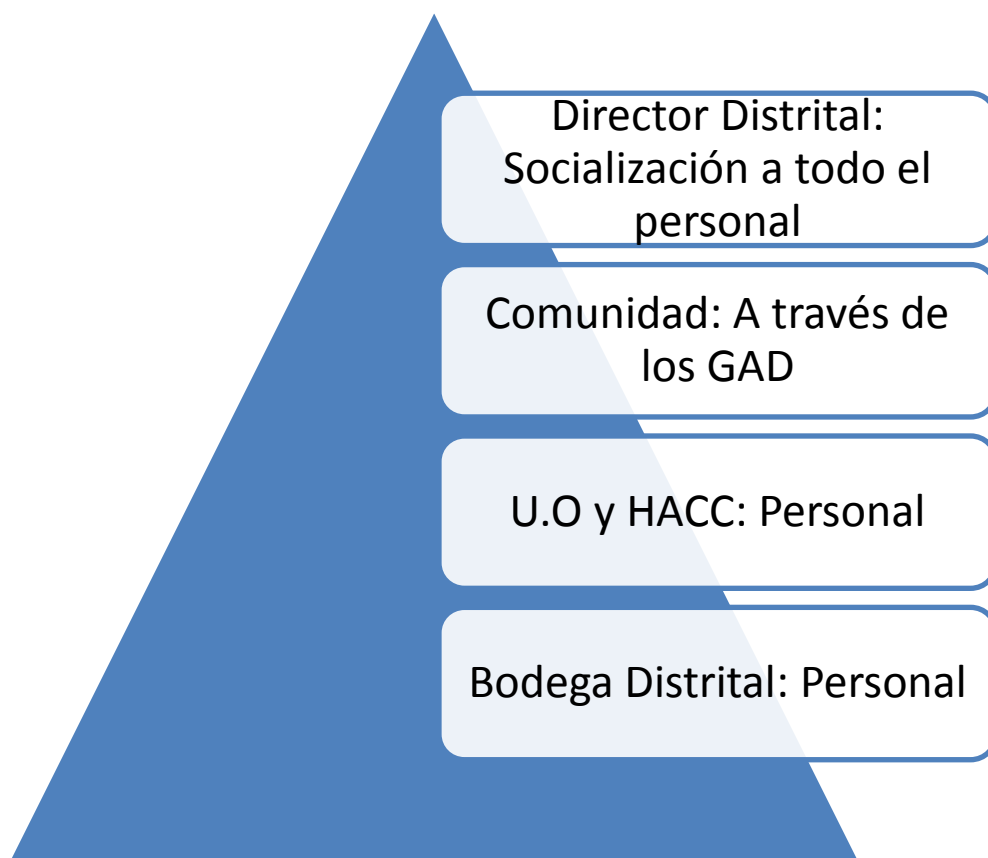 Director Distrital:
Socialización a todo el
personal
Comunidad: A través de
los GAD
U.O y HACC: Personal
Bodega Distrital: Personal